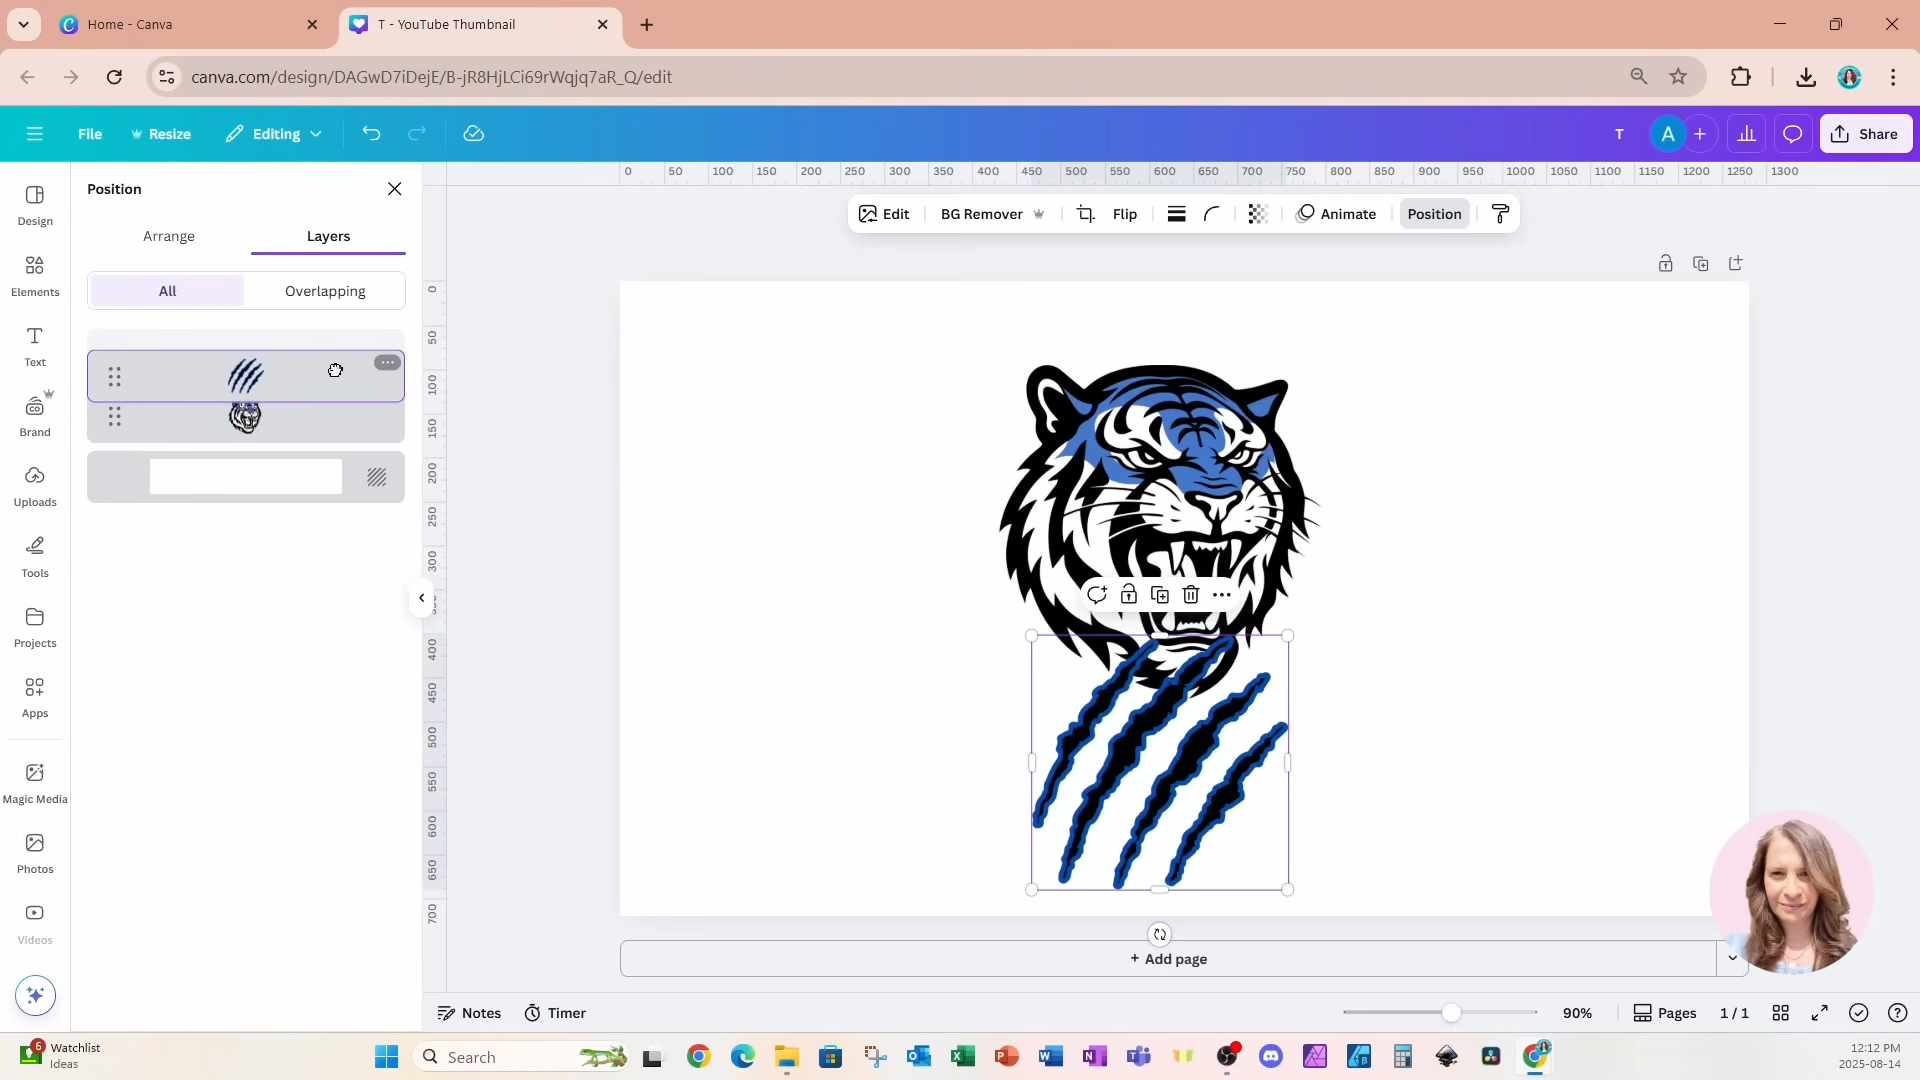 Home - Canva
T - YouTube Thumbnail
canva.com/design/DAGwD7iDejE/B-jR8HjLCi69rWqjq7aR_Q/edit
File
Resize
Editing
T
A
Share
Position
Arrange
Layers
All
Overlapping
Design
Elements
Text
Brand
Uploads
Tools
Projects
Apps
Magic Media
Photos
Videos
0 50 100 150 200 250 300 350 400 450 500 550 600 650 700 750 800 850 900 950 1000 1050 1100 1150 1200 1250 1300
Edit
BG Remover
Flip
Animate
Position
0
50
100
150
200
250
300
400
450
500
550
600
650
700
+ Add page
Notes
Timer
90%
Pages
1 / 1
6
Watchlist
Ideas
Search
12:12 PM
2025-08-14